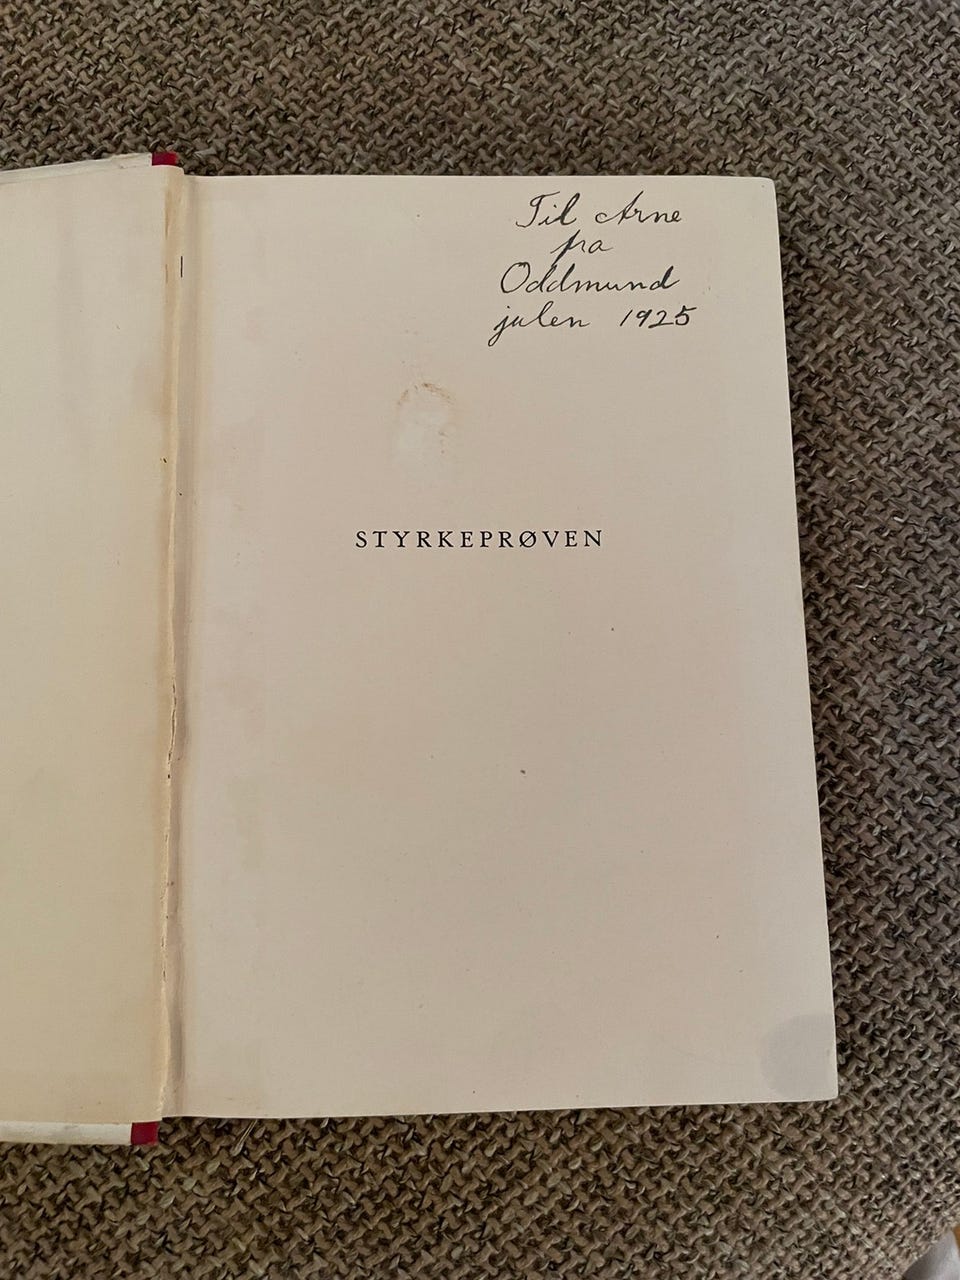 Til Arne
fra
Oddmund
julen 1925
STYRKEPRØVEN